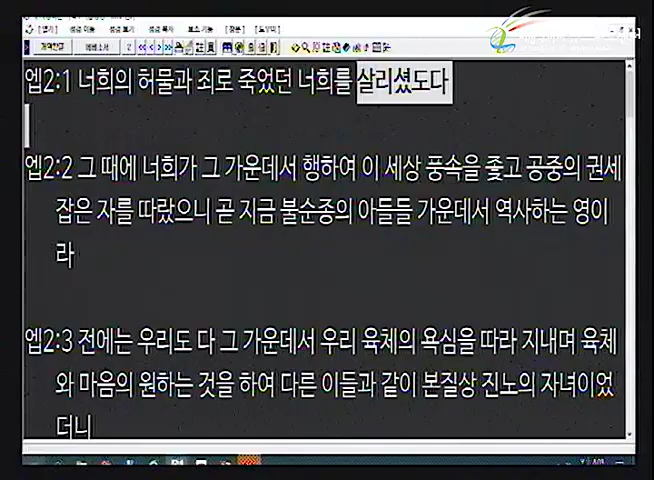 엡2:1 너희의 허물과 죄로 죽었던 너희를 살리셨도다
엡2:2 그 때에 너희가 그 가운데서 행하여 이 세상 풍속을 좇고 공중의 권세
잡은 자를 따랐으니 곧 지금 불순종의 아들들 가운데서 역사하는 영이
라
엡2:3 전에는 우리도 다 그 가운데서 우리 육체의 욕심을 따라 지내며 육체
와 마음의 원하는 것을 하여 다른 이들과 같이 본질상 진노의 자녀이었
더니